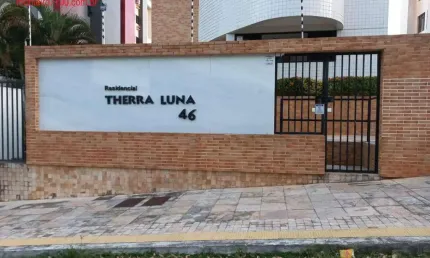 Residencial
THERRA LUNA
46